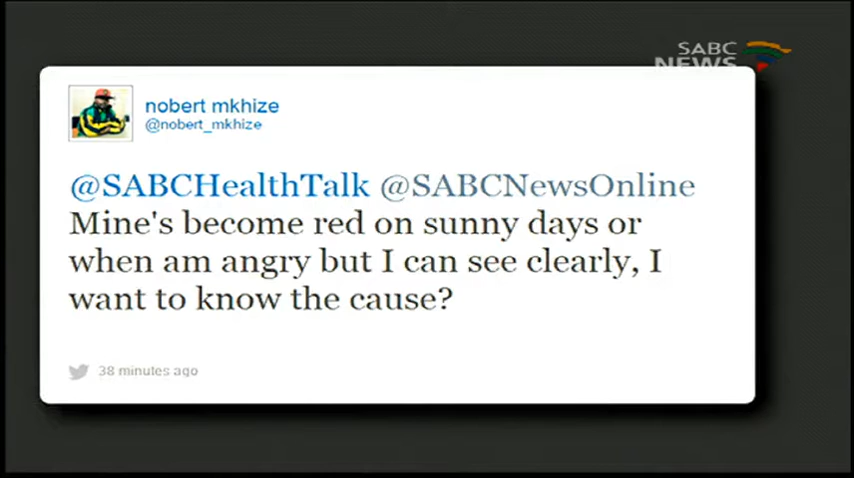 SABC
NEWS
nobert mkhize
@nobert_mkhize
@SABCHealthTalk @SABCNewsOnline
Mine's become red on sunny days or
when am angry but I can see clearly, I
want to know the cause?
38 minutes ago